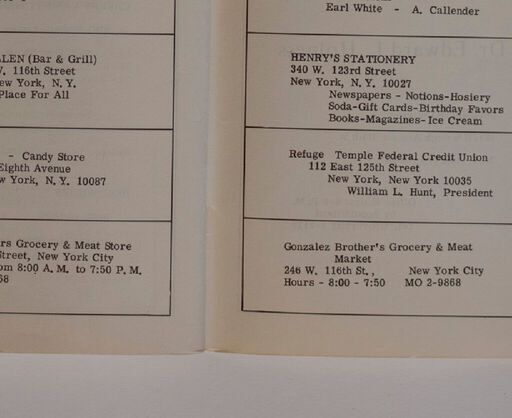 LLEN (Bar & Grill)
W. 116th Street
ew York, N. Y.
Place For All
- Candy Store
Eighth Avenue
w York, N. Y. 10087
rs Grocery & Meat Store
Street, New York City
om 8:00 A. M. to 7:50 P. M.
68
Earl White - A. Callender
HENRY'S STATIONERY
340 W. 123rd Street
New York, N. Y. 10027
Newspapers - Notions-Hosiery
Soda-Gift Cards-Birthday Favors
Books-Magazines-Ice Cream
Refuge Temple Federal Credit Union
112 East 125th Street
New York, New York 10035
William L. Hunt, President
Gonzalez Brother's Grocery & Meat
Market
246 W. 116th St., New York City
Hours - 8:00 - 7:50 MO 2-9868